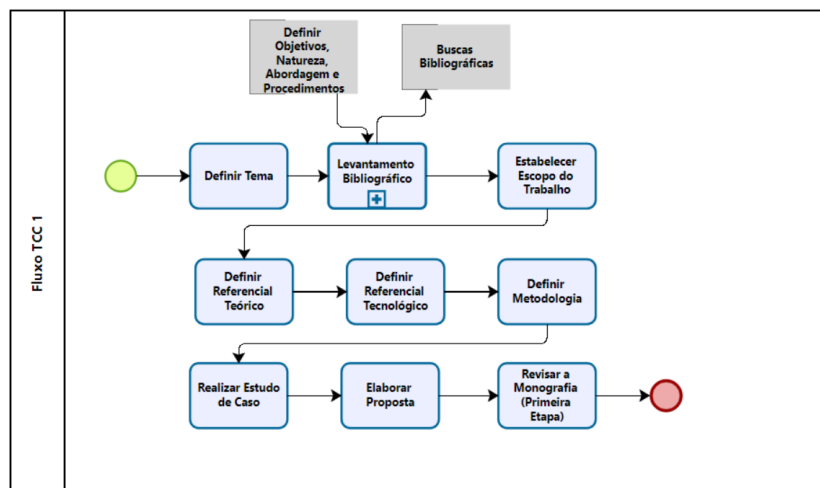 Fluxo TCC 1
Definir
Objetivos,
Natureza,
Abordagem e
Procedimentos
Buscas
Bibliográficas
Definir Tema
Levantamento
Bibliográfico
Estabelecer
Escopo do
Trabalho
Definir
Referencial
Teórico
Definir
Referencial
Tecnológico
Definir
Metodologia
Realizar Estudo
de Caso
Elaborar
Proposta
Revisar a
Monografia
(Primeira
Etapa)